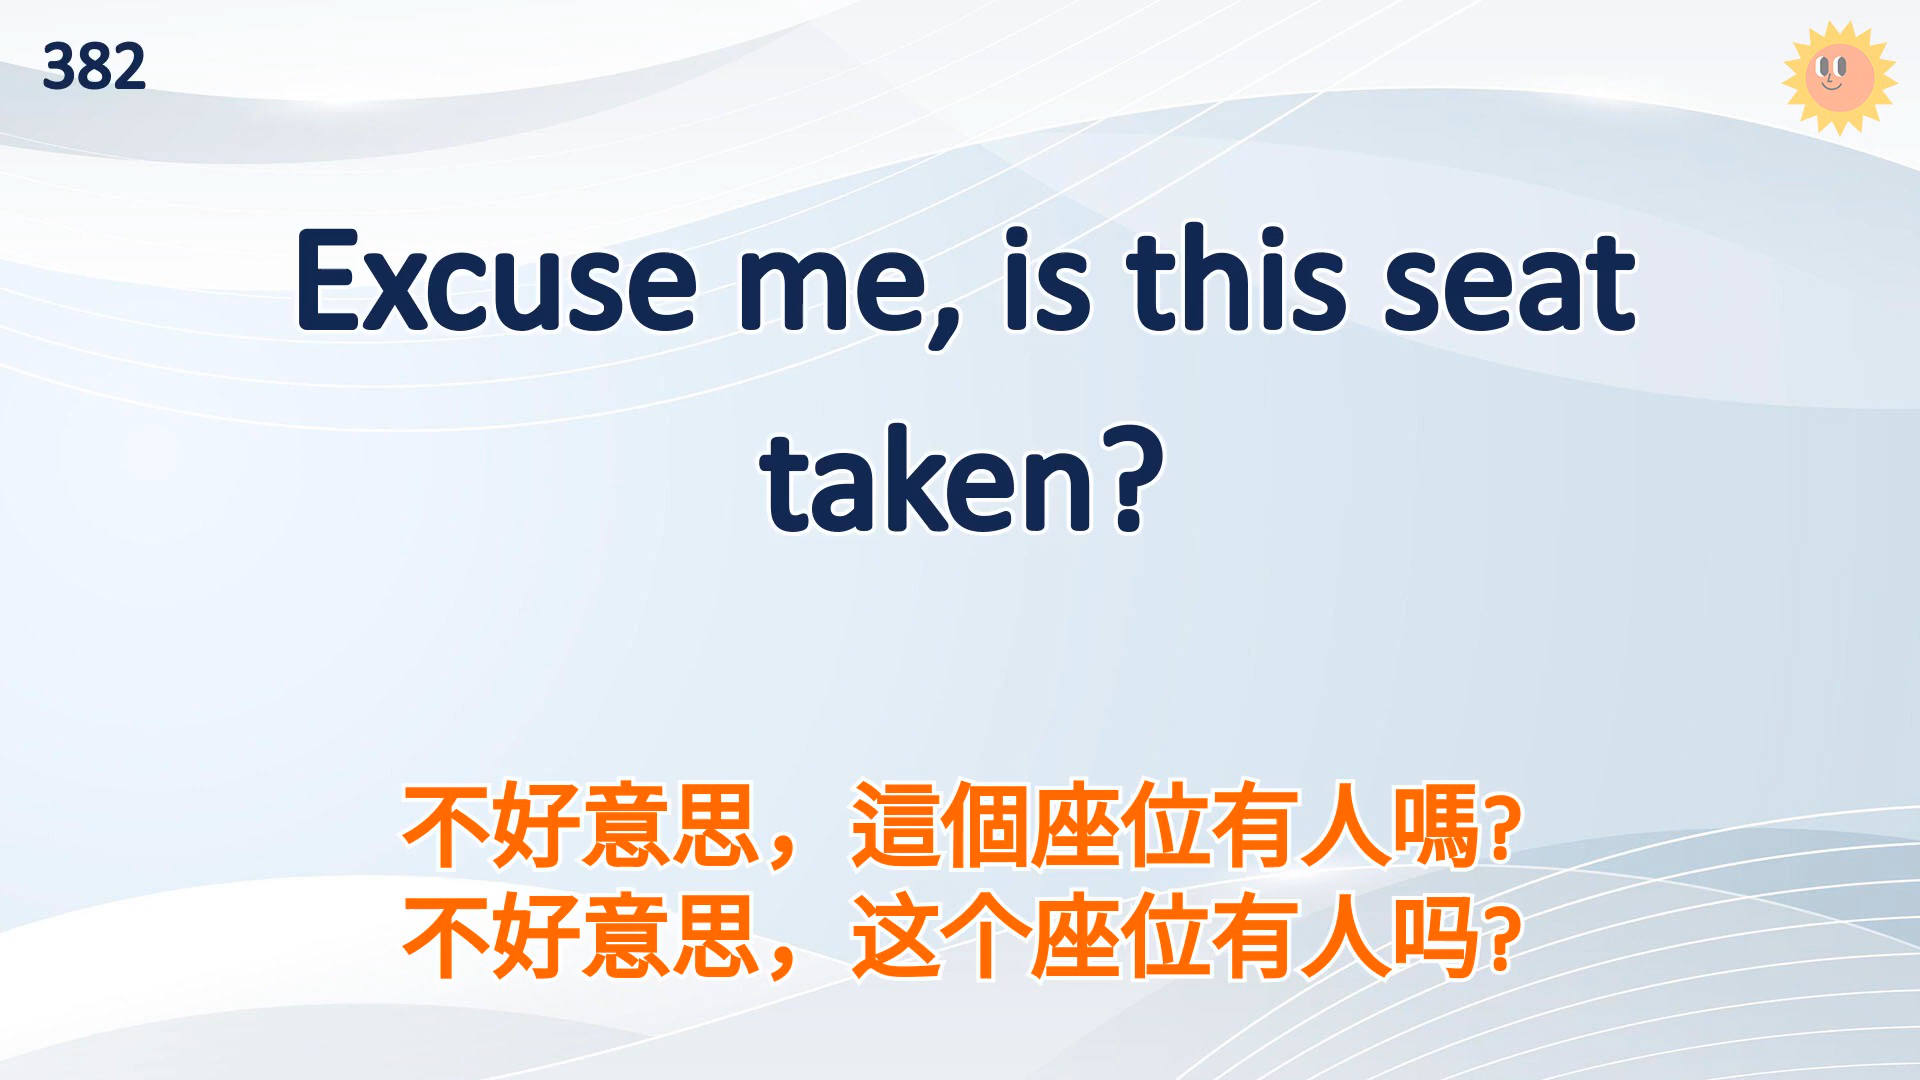 382
Excuse me, is this seat
taken?
不好意思，這個座位有人嗎?
不好意思，这个座位有人吗?